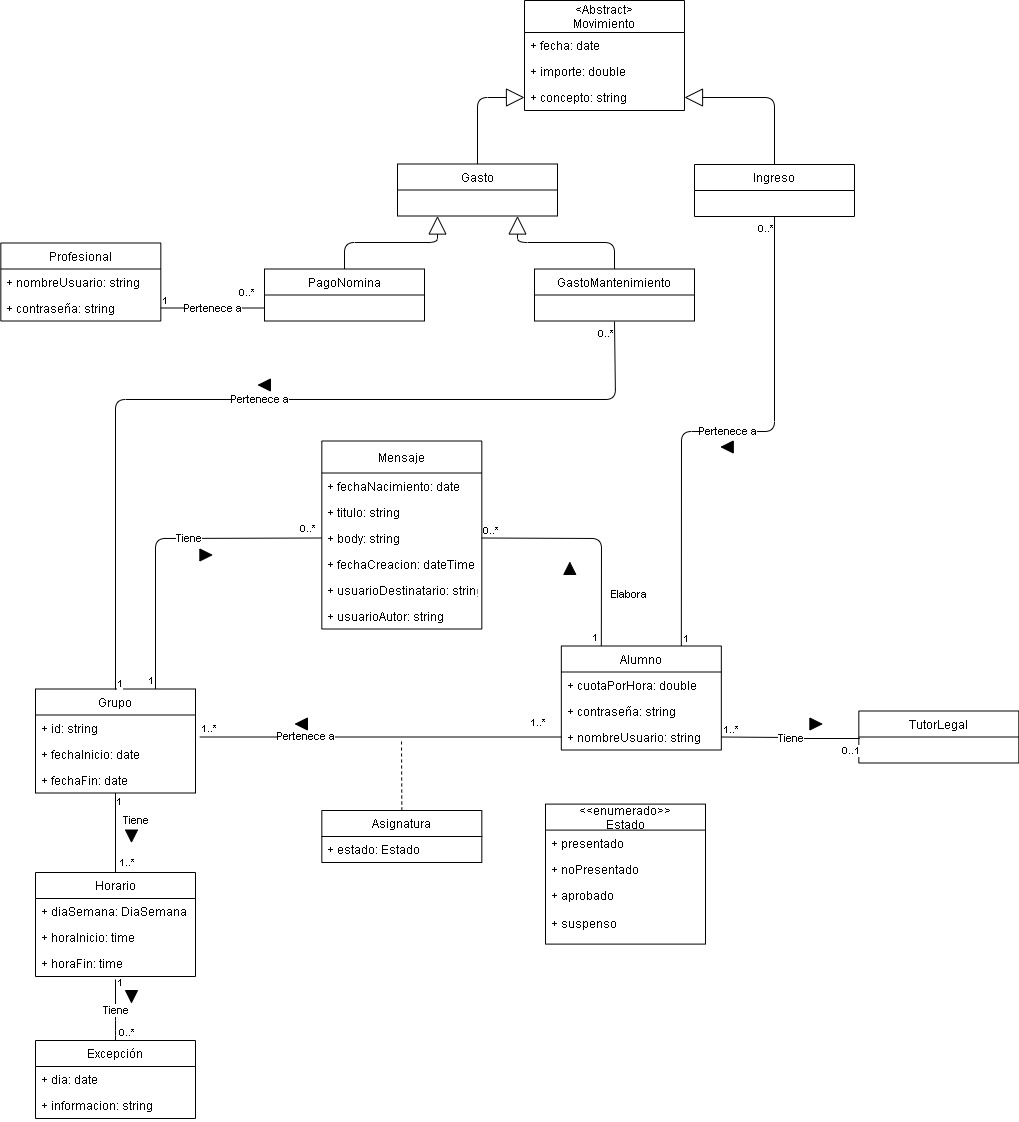 <Abstract>
Movimiento
+ fecha: date
+ importe: double
+ concepto: string
Gasto
Ingreso
0..*
Profesional
+ nombreUsuario: string
+ contraseña: string
1
Pertenece a
0..*
PagoNomina
GastoMantenimiento
0..*
Pertenece a
Pertenece a
Mensaje
+ fechaNacimiento: date
+ titulo: string
+ body: string
+ fechaCreacion: dateTime
+ usuarioDestinatario: string
+ usuarioAutor: string
Tiene
0..*
0..*
Elabora
1
1
1
1
Grupo
+ id: string
+ fechaInicio: date
+ fechaFin: date
1..*
Pertenece a
1..*
Alumno
+ cuotaPorHora: double
+ contraseña: string
+ nombreUsuario: string
1..*
Tiene
0..1
TutorLegal
Asignatura
+ estado: Estado
<<enumerado>>
Estado
+ presentado
+ noPresentado
+ aprobado
+ suspenso
1
Tiene
1..*
Horario
+ diaSemana: DiaSemana
+ horaInicio: time
+ horaFin: time
1
Tiene
0..*
Excepción
+ dia: date
+ informacion: string